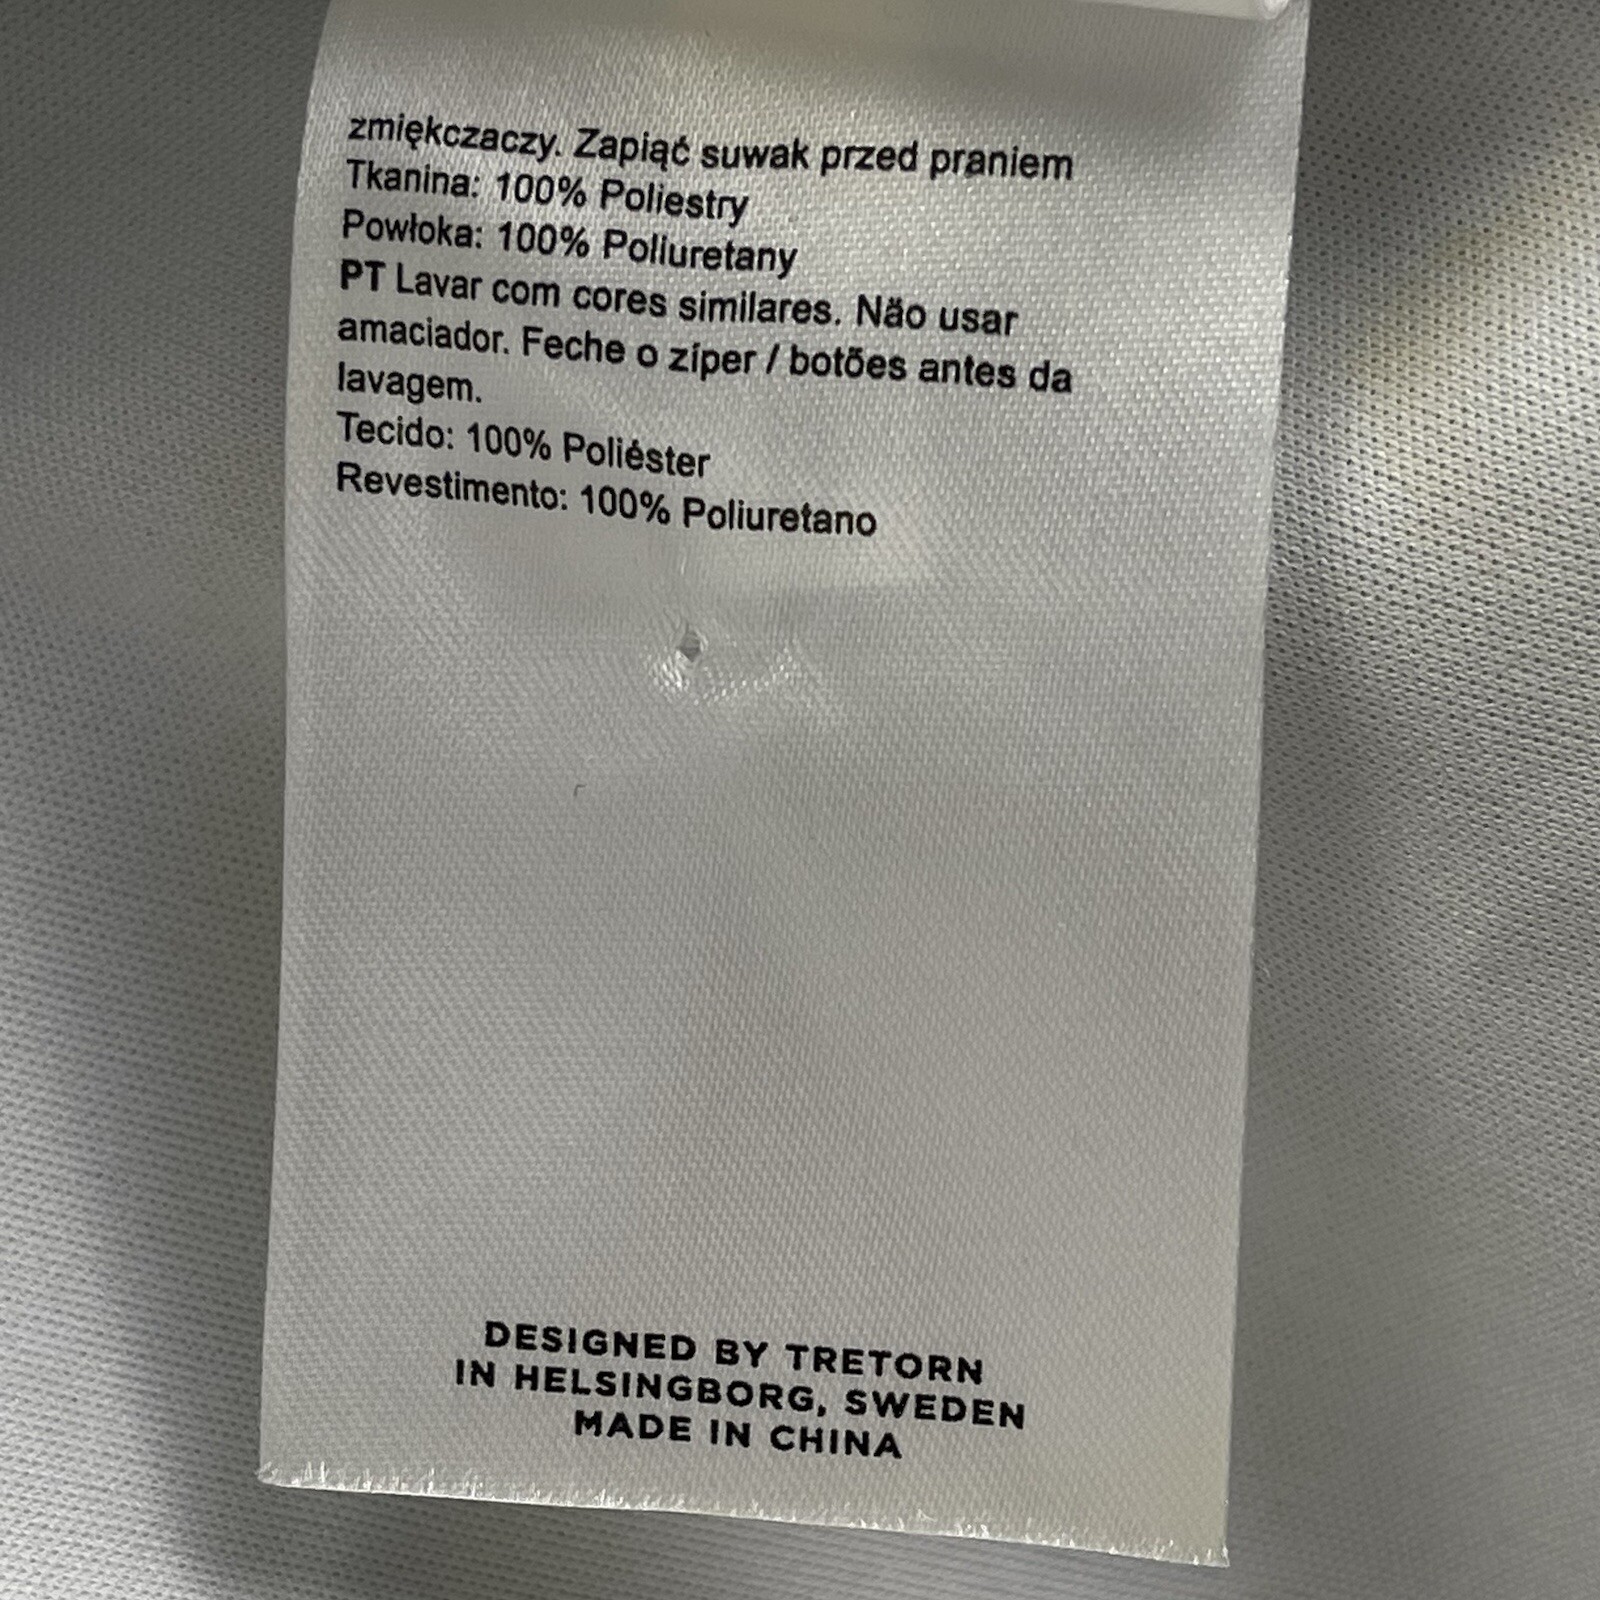 zmiękczaczy. Zapiąć suwak przed praniem
Tkanina: 100% Poliestry
Powłoka: 100% Poliuretany
PT Lavar com cores similares. Não usar
amaciador. Feche o zíper / botões antes da
lavagem.
Tecido: 100% Poliéster
Revestimento: 100% Poliuretano
DESIGNED BY TRETORN
IN HELSINGBORG, SWEDEN
MADE IN CHINA